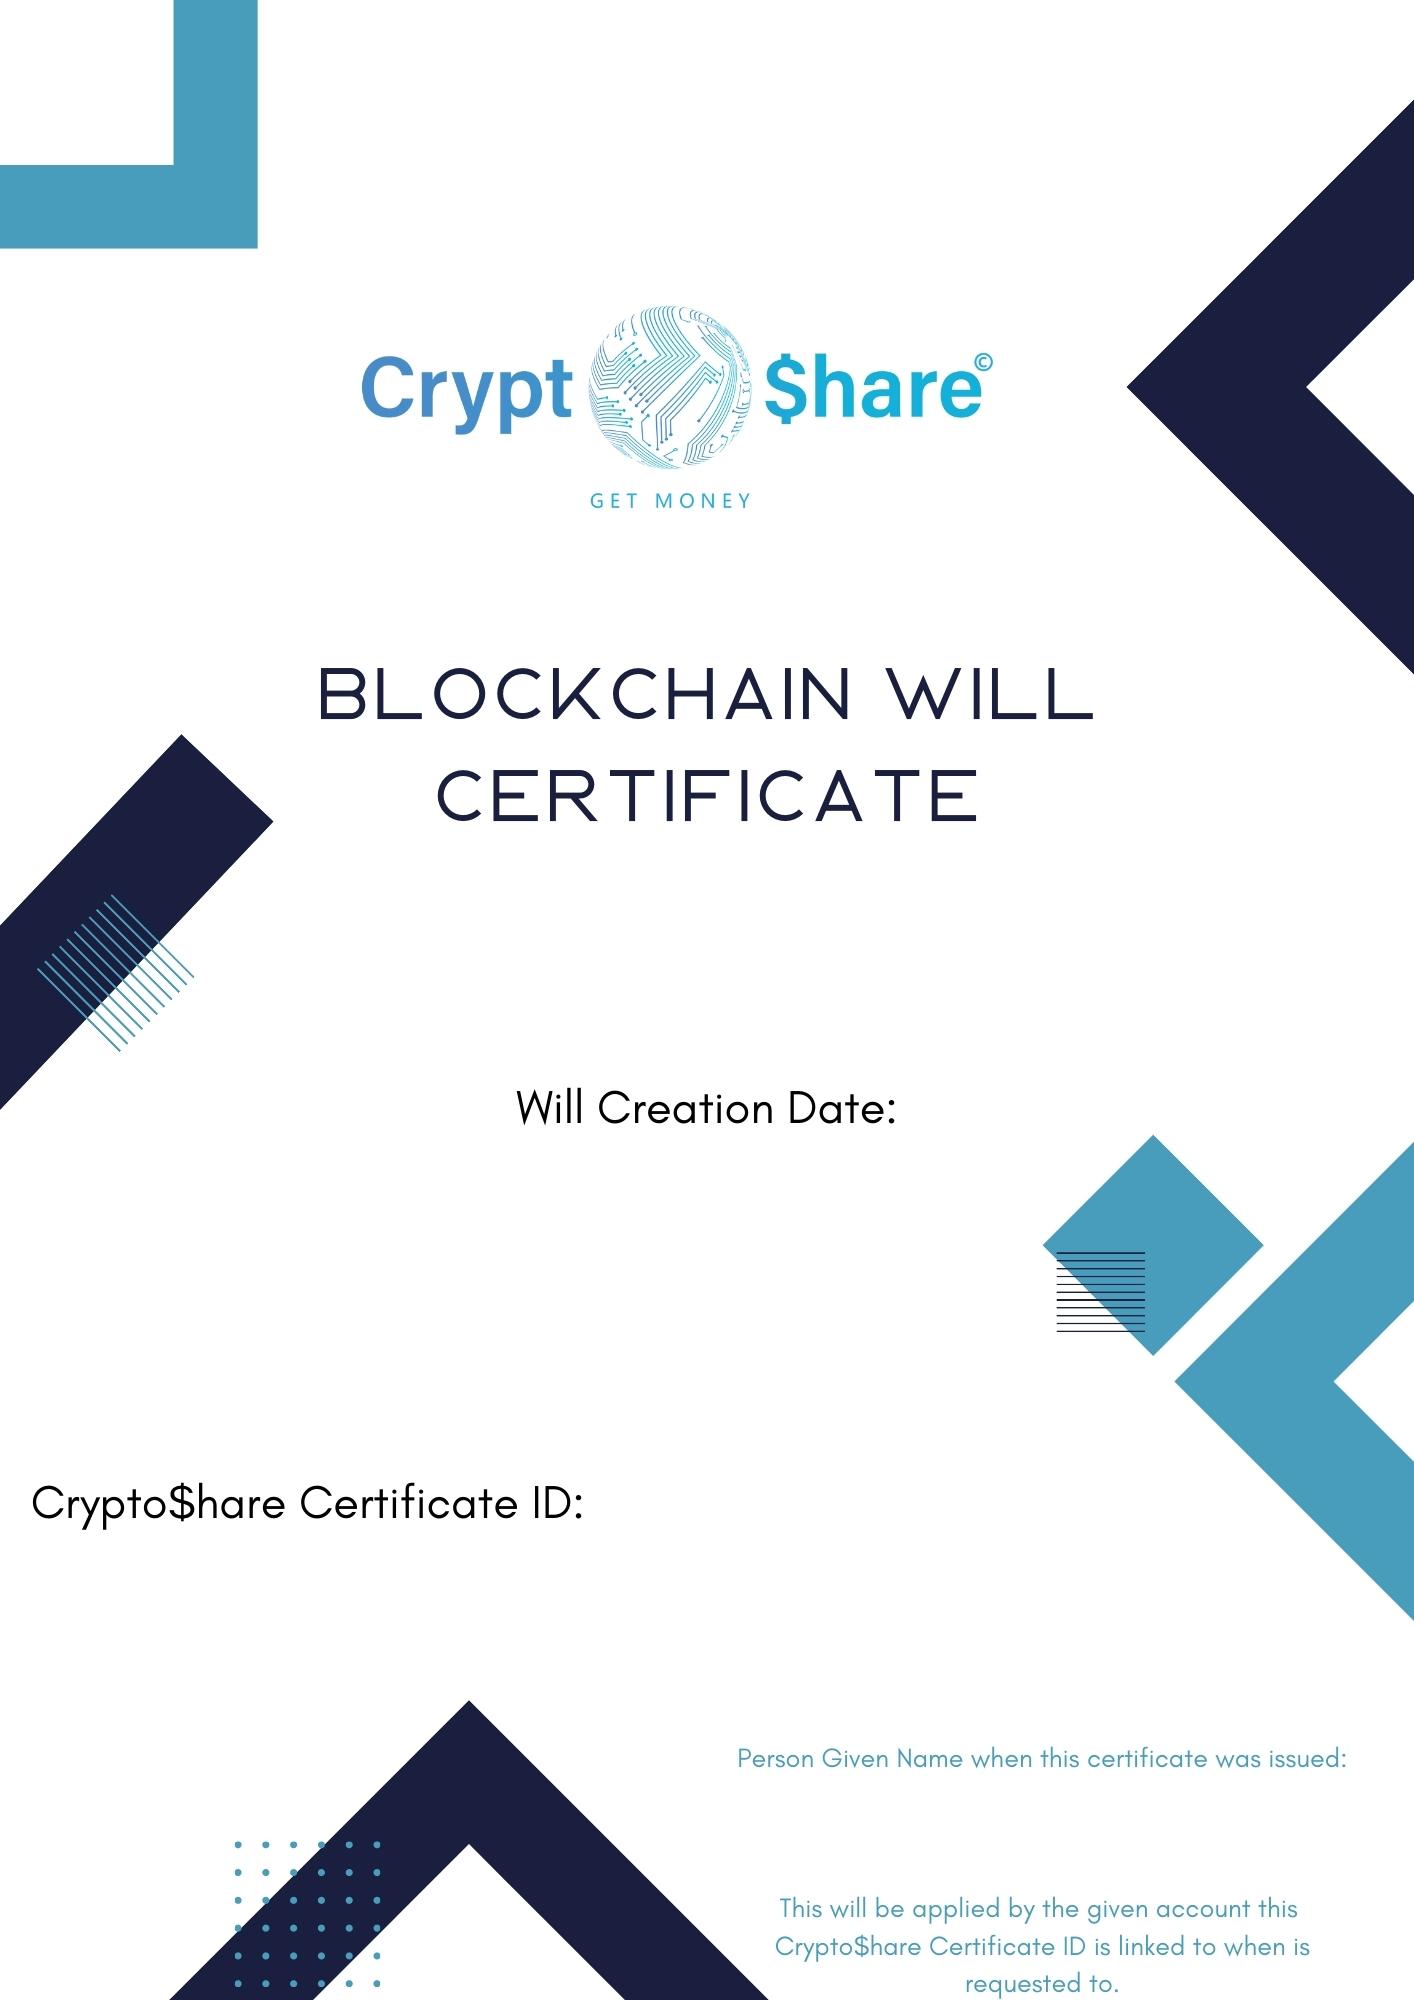 Crypt $hare©
GET MONEY
BLOCKCHAIN WILL
CERTIFICATE
Will Creation Date:
Crypto$hare Certificate ID:
Person Given Name when this certificate was issued:
This will be applied by the given account this
Crypto$hare Certificate ID is linked to when is
requested to.